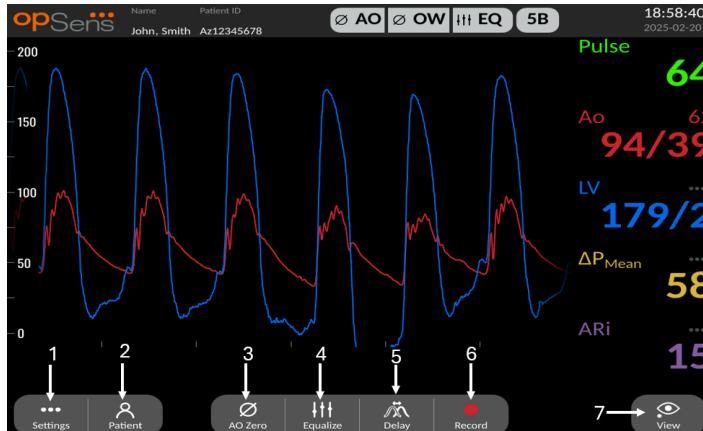 opSens
Name
Patient ID
John, Smith Az12345678
AO OW EQ 5B
18:58:40
2025-02-20
Pulse
64
Ao
94/39
LV
179/2
ΔPMean
58
ARi
15
200
150
100
50
0
1 2 3 4 5 6
7
Settings Patient AO Zero Equalize Delay Record View